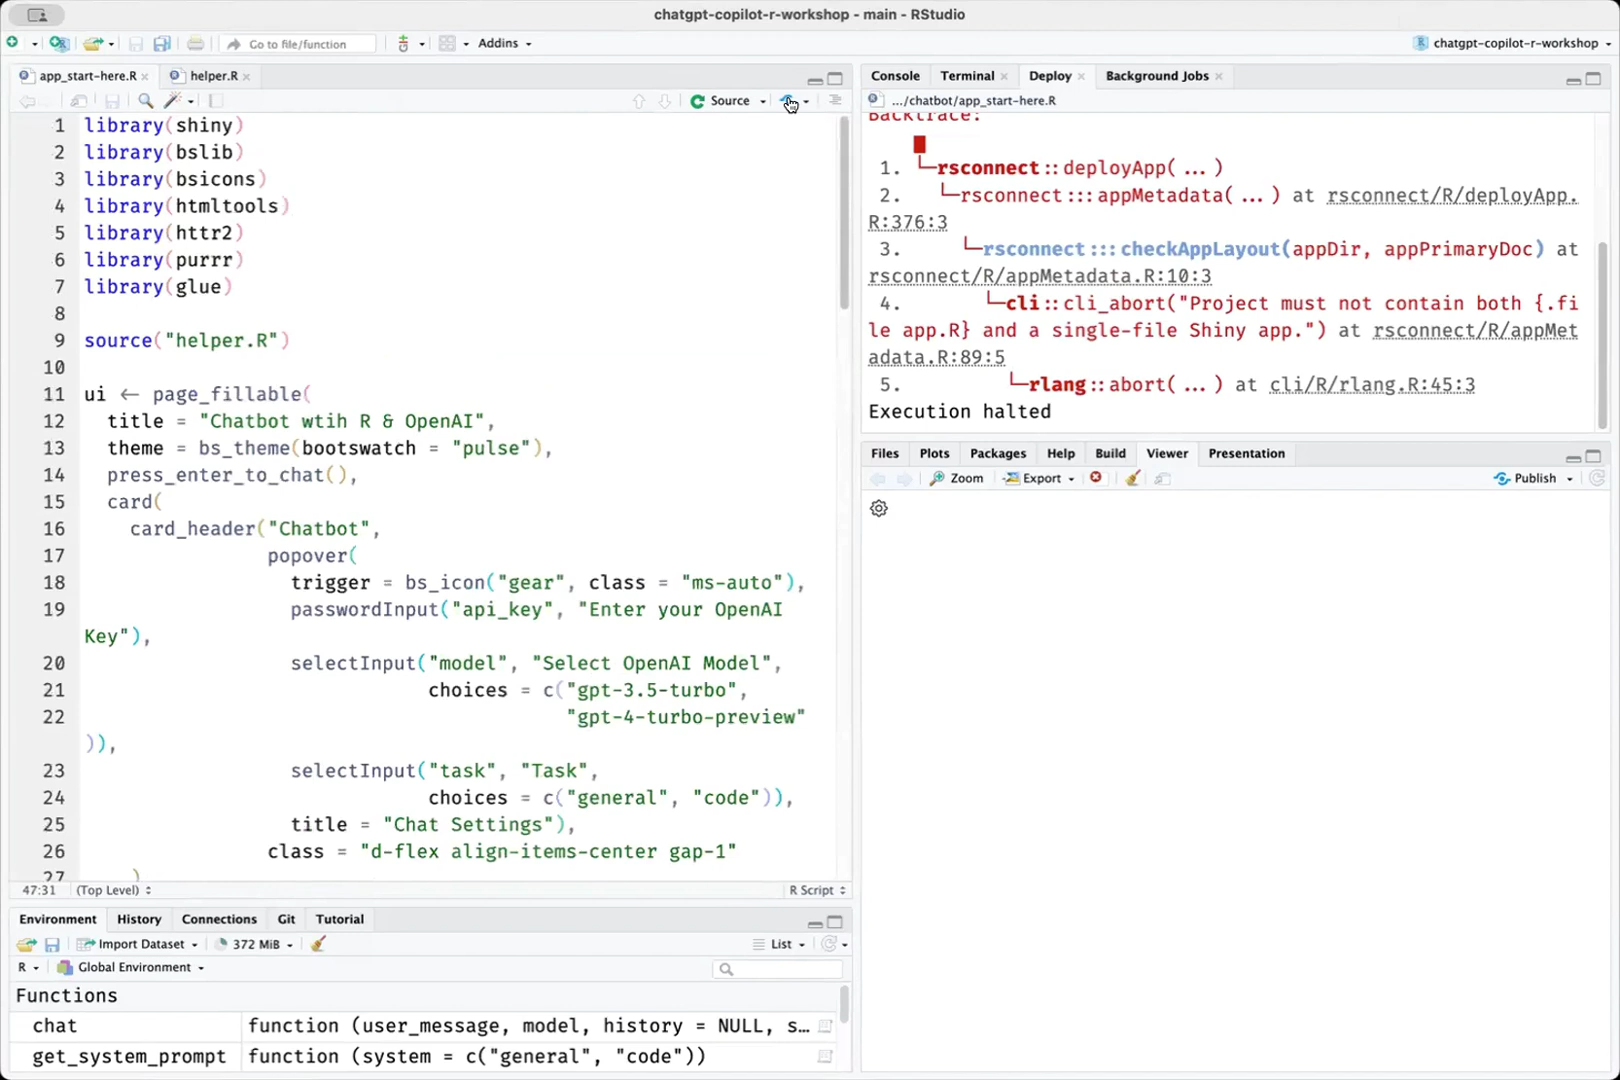 chatgpt-copilot-r-workshop - main - RStudio
Go to file/function
Addins
chatgpt-copilot-r-workshop
app_start-here.R
helper.R
Source
1 library(shiny)
2 library(bslib)
3 library(bsicons)
4 library(htmltools)
5 library(httr2)
6 library(purrr)
7 library(glue)
8
9 source("helper.R")
10
11 ui <- page_fillable(
12 title = "Chatbot wtih R & OpenAI",
13 theme = bs_theme(bootswatch = "pulse"),
14 press_enter_to_chat(),
15 card(
16 card_header("Chatbot",
17 popover(
18 trigger = bs_icon("gear", class = "ms-auto"),
19 passwordInput("api_key", "Enter your OpenAI
Key"),
20 selectInput("model", "Select OpenAI Model",
21 choices = c("gpt-3.5-turbo",
22 "gpt-4-turbo-preview"
)),
23 selectInput("task", "Task",
24 choices = c("general", "code")),
25 title = "Chat Settings"),
26 class = "d-flex align-items-center gap-1"
27 )
47:31 (Top Level) R Script
Environment History Connections Git Tutorial
Import Dataset 372 MiB List
R Global Environment
Functions
chat function (user_message, model, history = NULL, s…
get_system_prompt function (system = c("general", "code"))
Console Terminal Deploy Background Jobs
.../chatbot/app_start-here.R
Backtrace:
1. └─rsconnect::deployApp(...)
2. └─rsconnect:::appMetadata(...) at rsconnect/R/deployApp.
R:376:3
3. └─rsconnect:::checkAppLayout(appDir, appPrimaryDoc) at
rsconnect/R/appMetadata.R:10:3
4. └─cli::cli_abort("Project must not contain both {.fi
le app.R} and a single-file Shiny app.") at rsconnect/R/appMet
adata.R:89:5
5. └─rlang::abort(...) at cli/R/rlang.R:45:3
Execution halted
Files Plots Packages Help Build Viewer Presentation
Zoom Export Publish